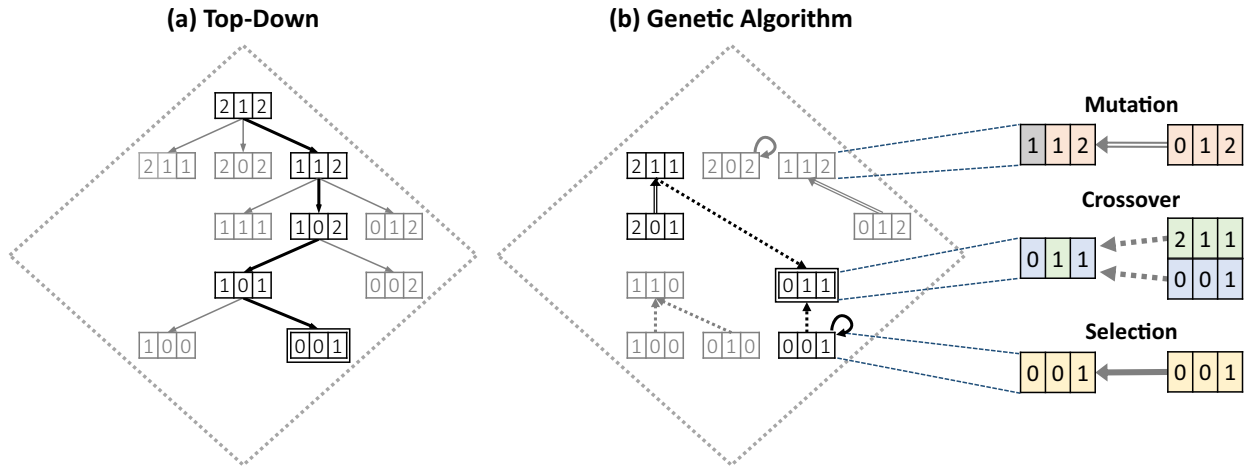 (a) Top-Down
2 1 2
2 1 1
2 0 2
1 1 2
1 1 1
1 0 2
0 1 2
1 0 1
0 0 2
1 0 0
0 0 1
(b) Genetic Algorithm
2 1 1
2 0 2
1 1 2
2 0 1
0 1 2
1 1 0
0 1 1
1 0 0
0 1 0
0 0 1
Mutation
1 1 2
0 1 2
Crossover
0 1 1
2 1 1
0 0 1
Selection
0 0 1
0 0 1